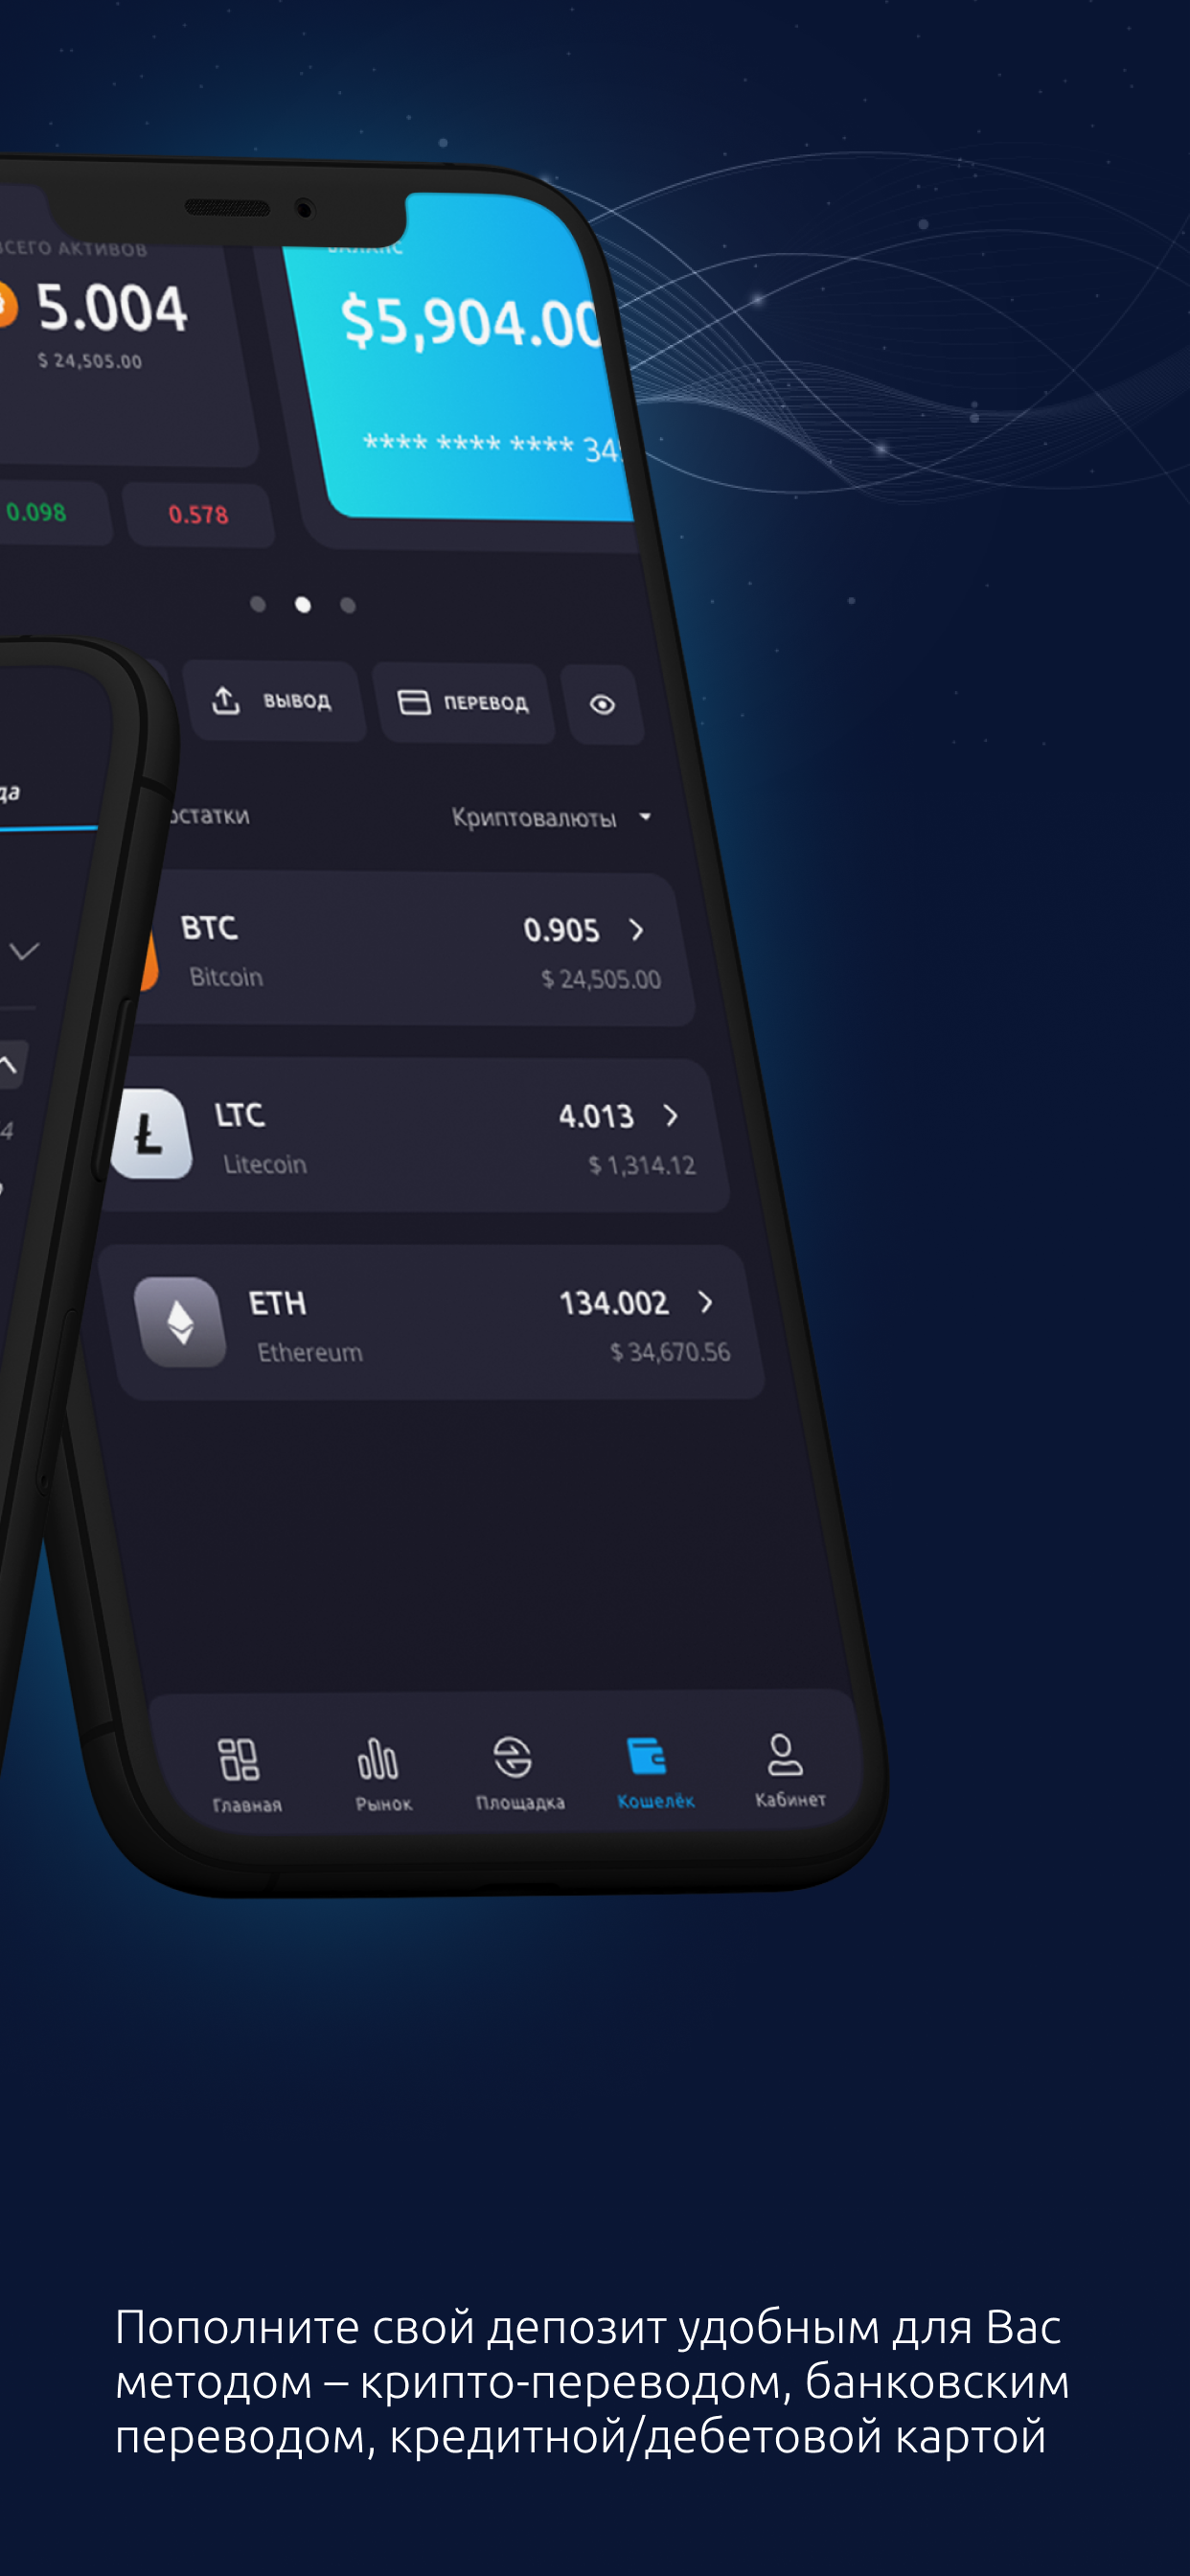 ВСЕГО АКТИВОВ
БАЛАНС
5.004
$ 24,505.00
$5,904.00
**** **** **** 34
0.098
0.578
ВЫВОД
ПЕРЕВОД
Криптовалюты
BTC
0.905
Bitcoin
$ 24,505.00
LTC
4.013
Litecoin
$ 1,314.12
ETH
134.002
Ethereum
$ 34,670.56
Главная
Рынок
Площадка
Кошелёк
Кабинет
Пополните свой депозит удобным для Вас
методом – крипто-переводом, банковским
переводом, кредитной/дебетовой картой